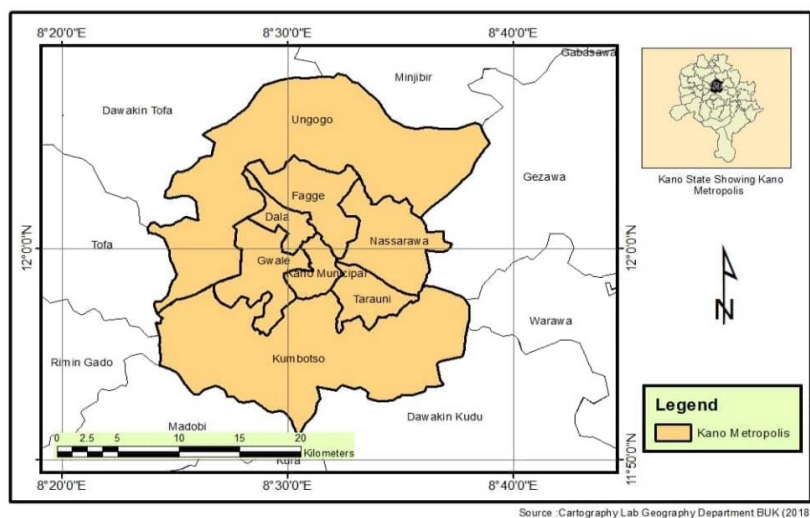 8°20'0"E
8°30'0"E
8°40'0"E
Gabasawa
Minjibir
Dawakin Tofa
Ungogo
Gezawa
Kano State Showing Kano
Metropolis
Fagge
Dala
Tofa
Nassarawa
12°0'0"N
12°0'0"N
Gwale
Kano Municipal
Tarauni
N
Warawa
Rimin Gado
Kumbotso
Dawakin Kudu
Legend
Kano Metropolis
Madobi
0 2.5 5 10 15 20
Kilometers
Kura
11°50'0"N
8°20'0"E
8°30'0"E
8°40'0"E
Source :Cartography Lab Geography Department BUK (2018